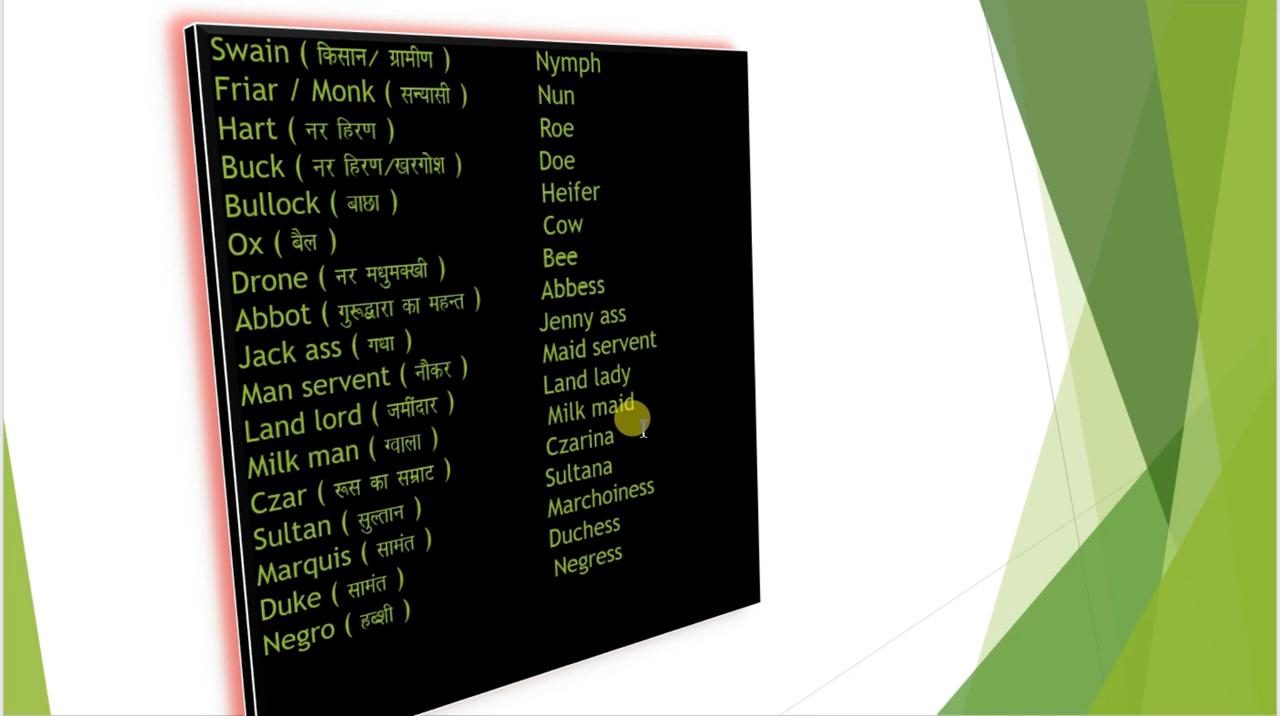 Swain ( किसान/ ग्रामीण ) Nymph
Friar / Monk ( सन्यासी ) Nun
Hart ( नर हिरण ) Roe
Buck ( नर हिरण/खरगोश ) Doe
Bullock ( बाछा ) Heifer
Ox ( बैल ) Cow
Drone ( नर मधुमक्खी ) Bee
Abbot ( गुरूद्वारा का महन्त ) Abbess
Jack ass ( गधा ) Jenny ass
Man servent ( नौकर ) Maid servent
Land lord ( जमींदार ) Land lady
Milk man ( ग्वाला ) Milk maid
Czar ( रूस का सम्राट ) Czarina
Sultan ( सुल्तान ) Sultana
Marquis ( सामंत ) Marchoiness
Duke ( सामंत ) Duchess
Negro ( हब्शी ) Negress